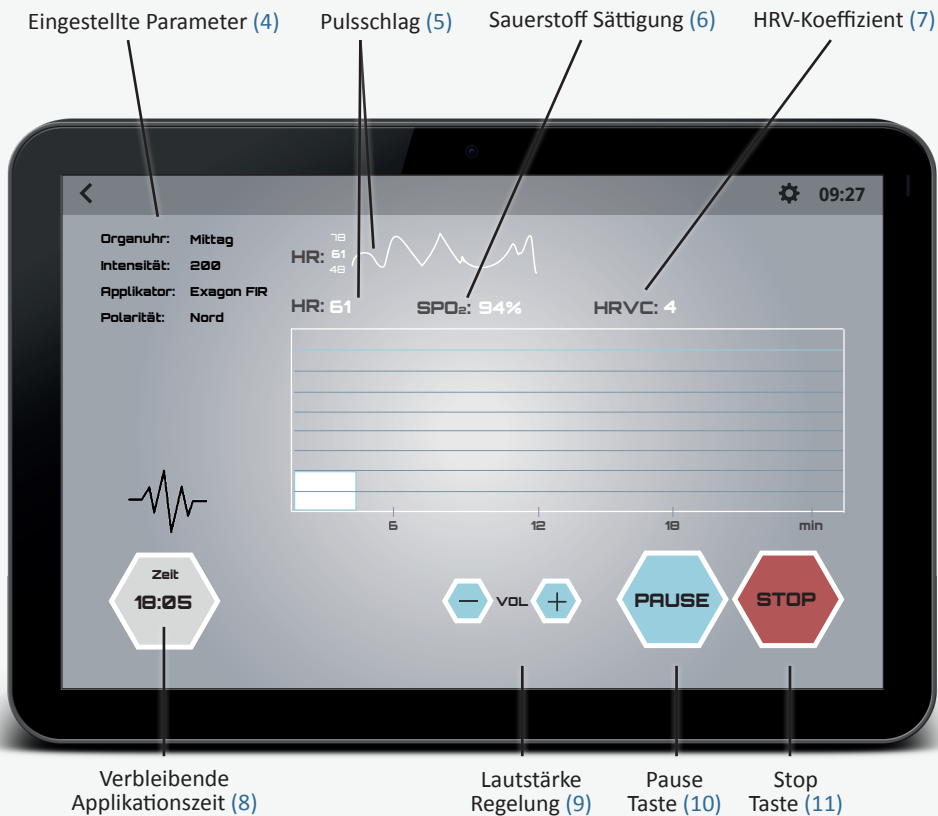 Eingestellte Parameter (4) Pulsschlag (5) Sauerstoff Sättigung (6) HRV-Koeffizient (7)
09:27
Organuhr: Mittag
Intensität: 200
Applikator: Exagon FIR
Polarität: Nord
78
HR: 61
48
HR: 61 SPO₂: 94% HRVC: 4
6 12 18 min
Zeit
18:05
VOL
PAUSE
STOP
Verbleibende
Applikationszeit (8)
Lautstärke
Regelung (9)
Pause
Taste (10)
Stop
Taste (11)